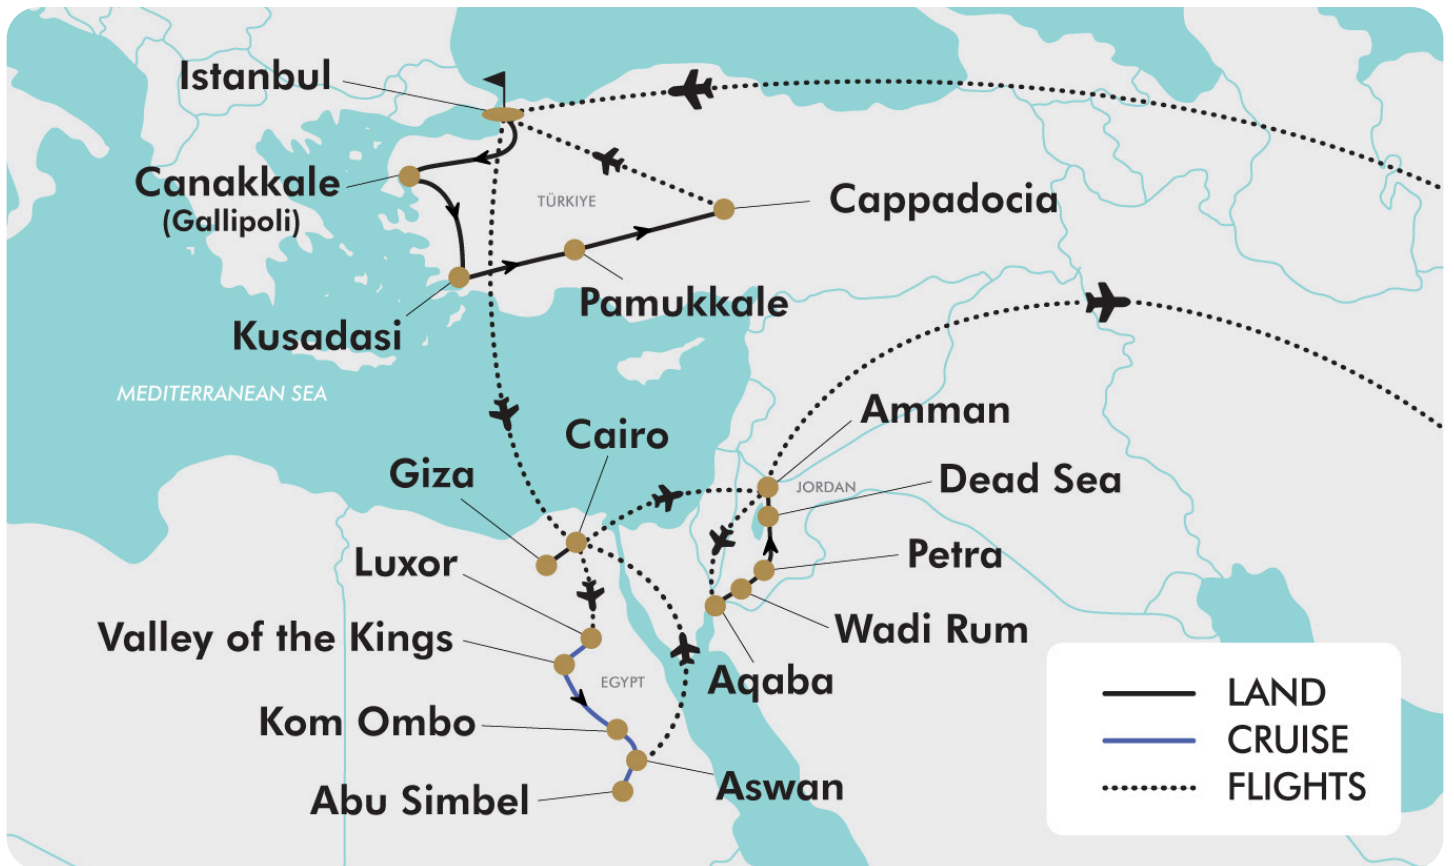 Istanbul
Canakkale
(Gallipoli)
TÜRKIYE
Cappadocia
Pamukkale
Kusadasi
MEDITERRANEAN SEA
Amman
Cairo
Giza
Dead Sea
JORDAN
Luxor
Petra
Valley of the Kings
Wadi Rum
EGYPT
Aqaba
Kom Ombo
Aswan
Abu Simbel
LAND
CRUISE
FLIGHTS